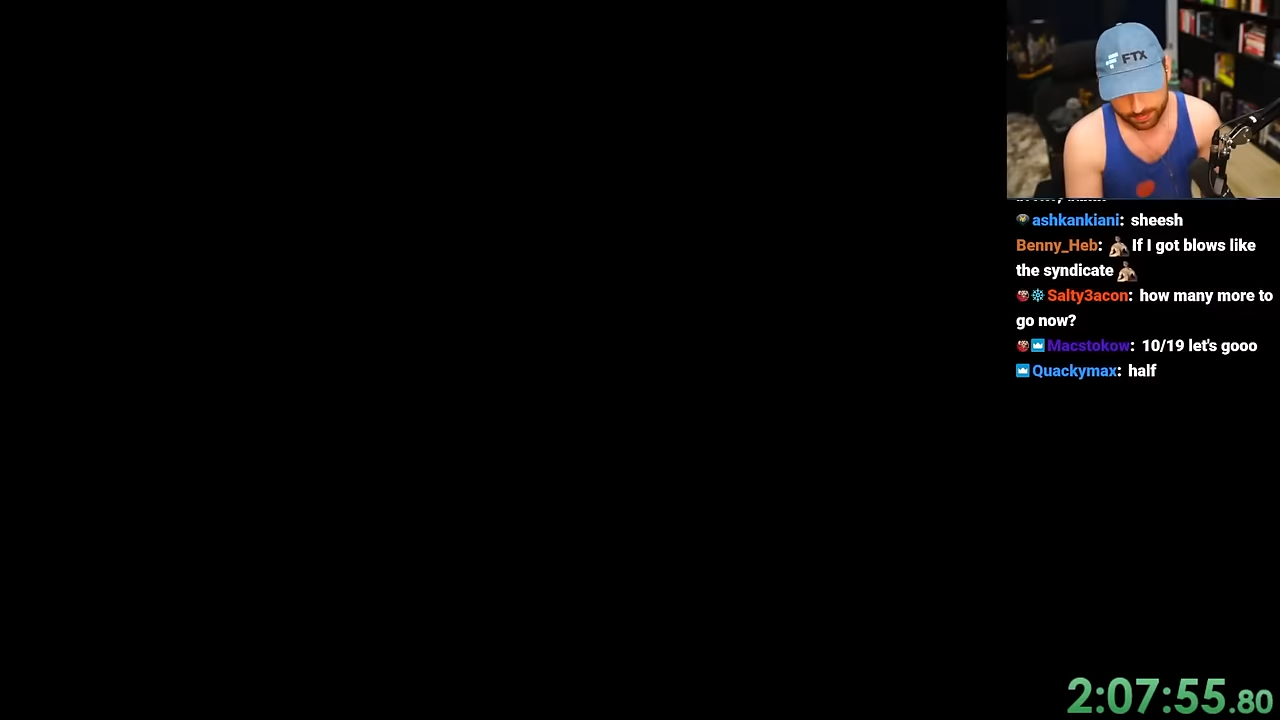 FTX
ashkankiani: sheesh
Benny_Heb: If I got blows like
the syndicate
Salty3acon: how many more to
go now?
Macstokow: 10/19 let's gooo
Quackymax: half
2:07:55.80